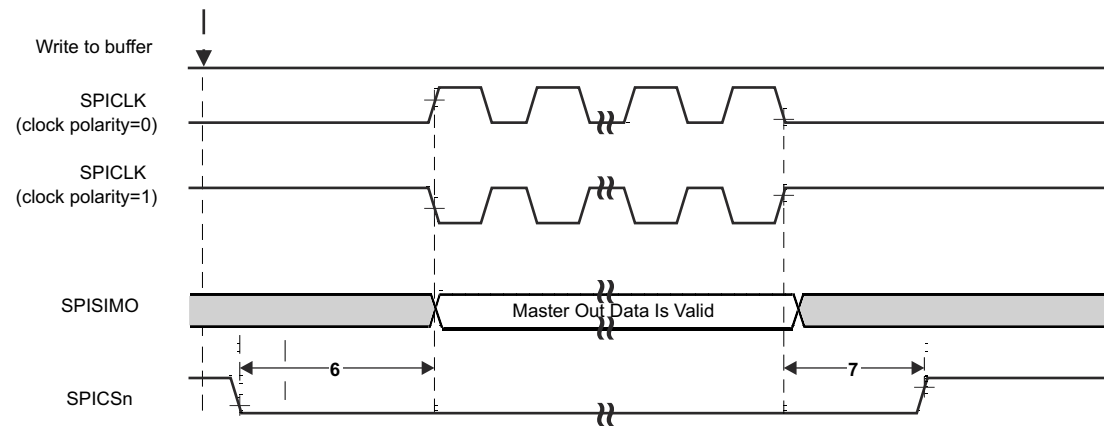 Write to buffer
SPICLK
(clock polarity=0)
SPICLK
(clock polarity=1)
SPISIMO
Master Out Data Is Valid
6
7
SPICSn